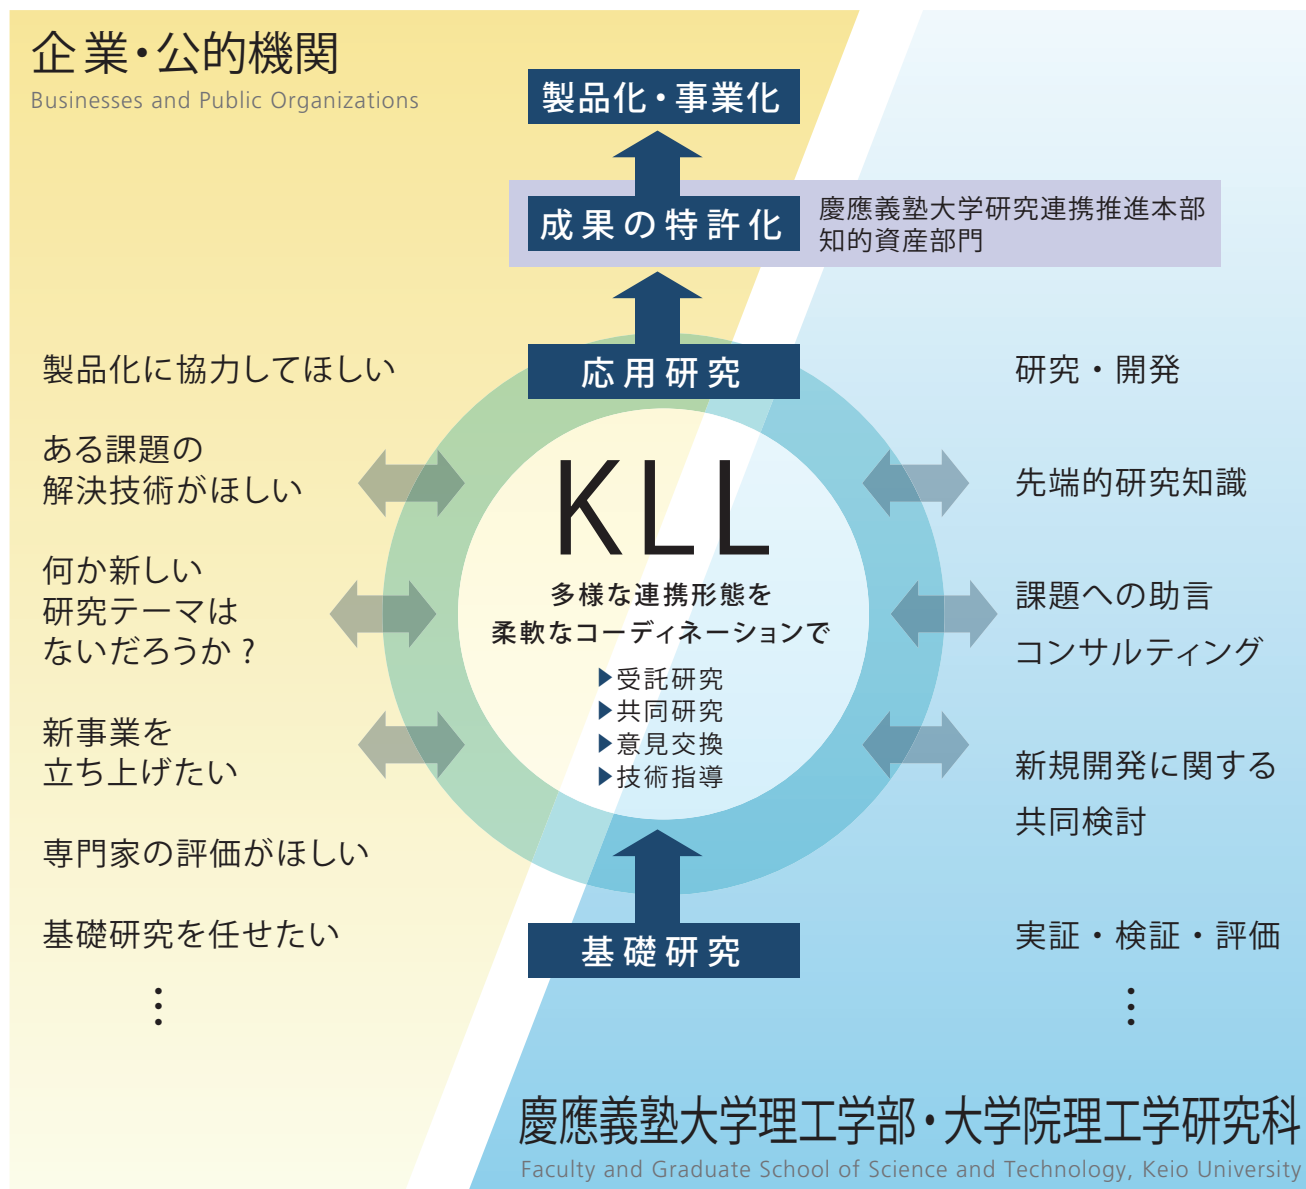 企業・公的機関
Businesses and Public Organizations
製品化・事業化
成果の特許化
慶應義塾大学研究連携推進本部
知的資産部門
応用研究
製品化に協力してほしい
ある課題の
解決技術がほしい
何か新しい
研究テーマは
ないだろうか？
新事業を
立ち上げたい
専門家の評価がほしい
基礎研究を任せたい
⋮
KLL
多様な連携形態を
柔軟なコーディネーションで
▶受託研究
▶共同研究
▶意見交換
▶技術指導
基礎研究
研究・開発
先端的研究知識
課題への助言
コンサルティング
新規開発に関する
共同検討
実証・検証・評価
⋮
慶應義塾大学理工学部・大学院理工学研究科
Faculty and Graduate School of Science and Technology, Keio University